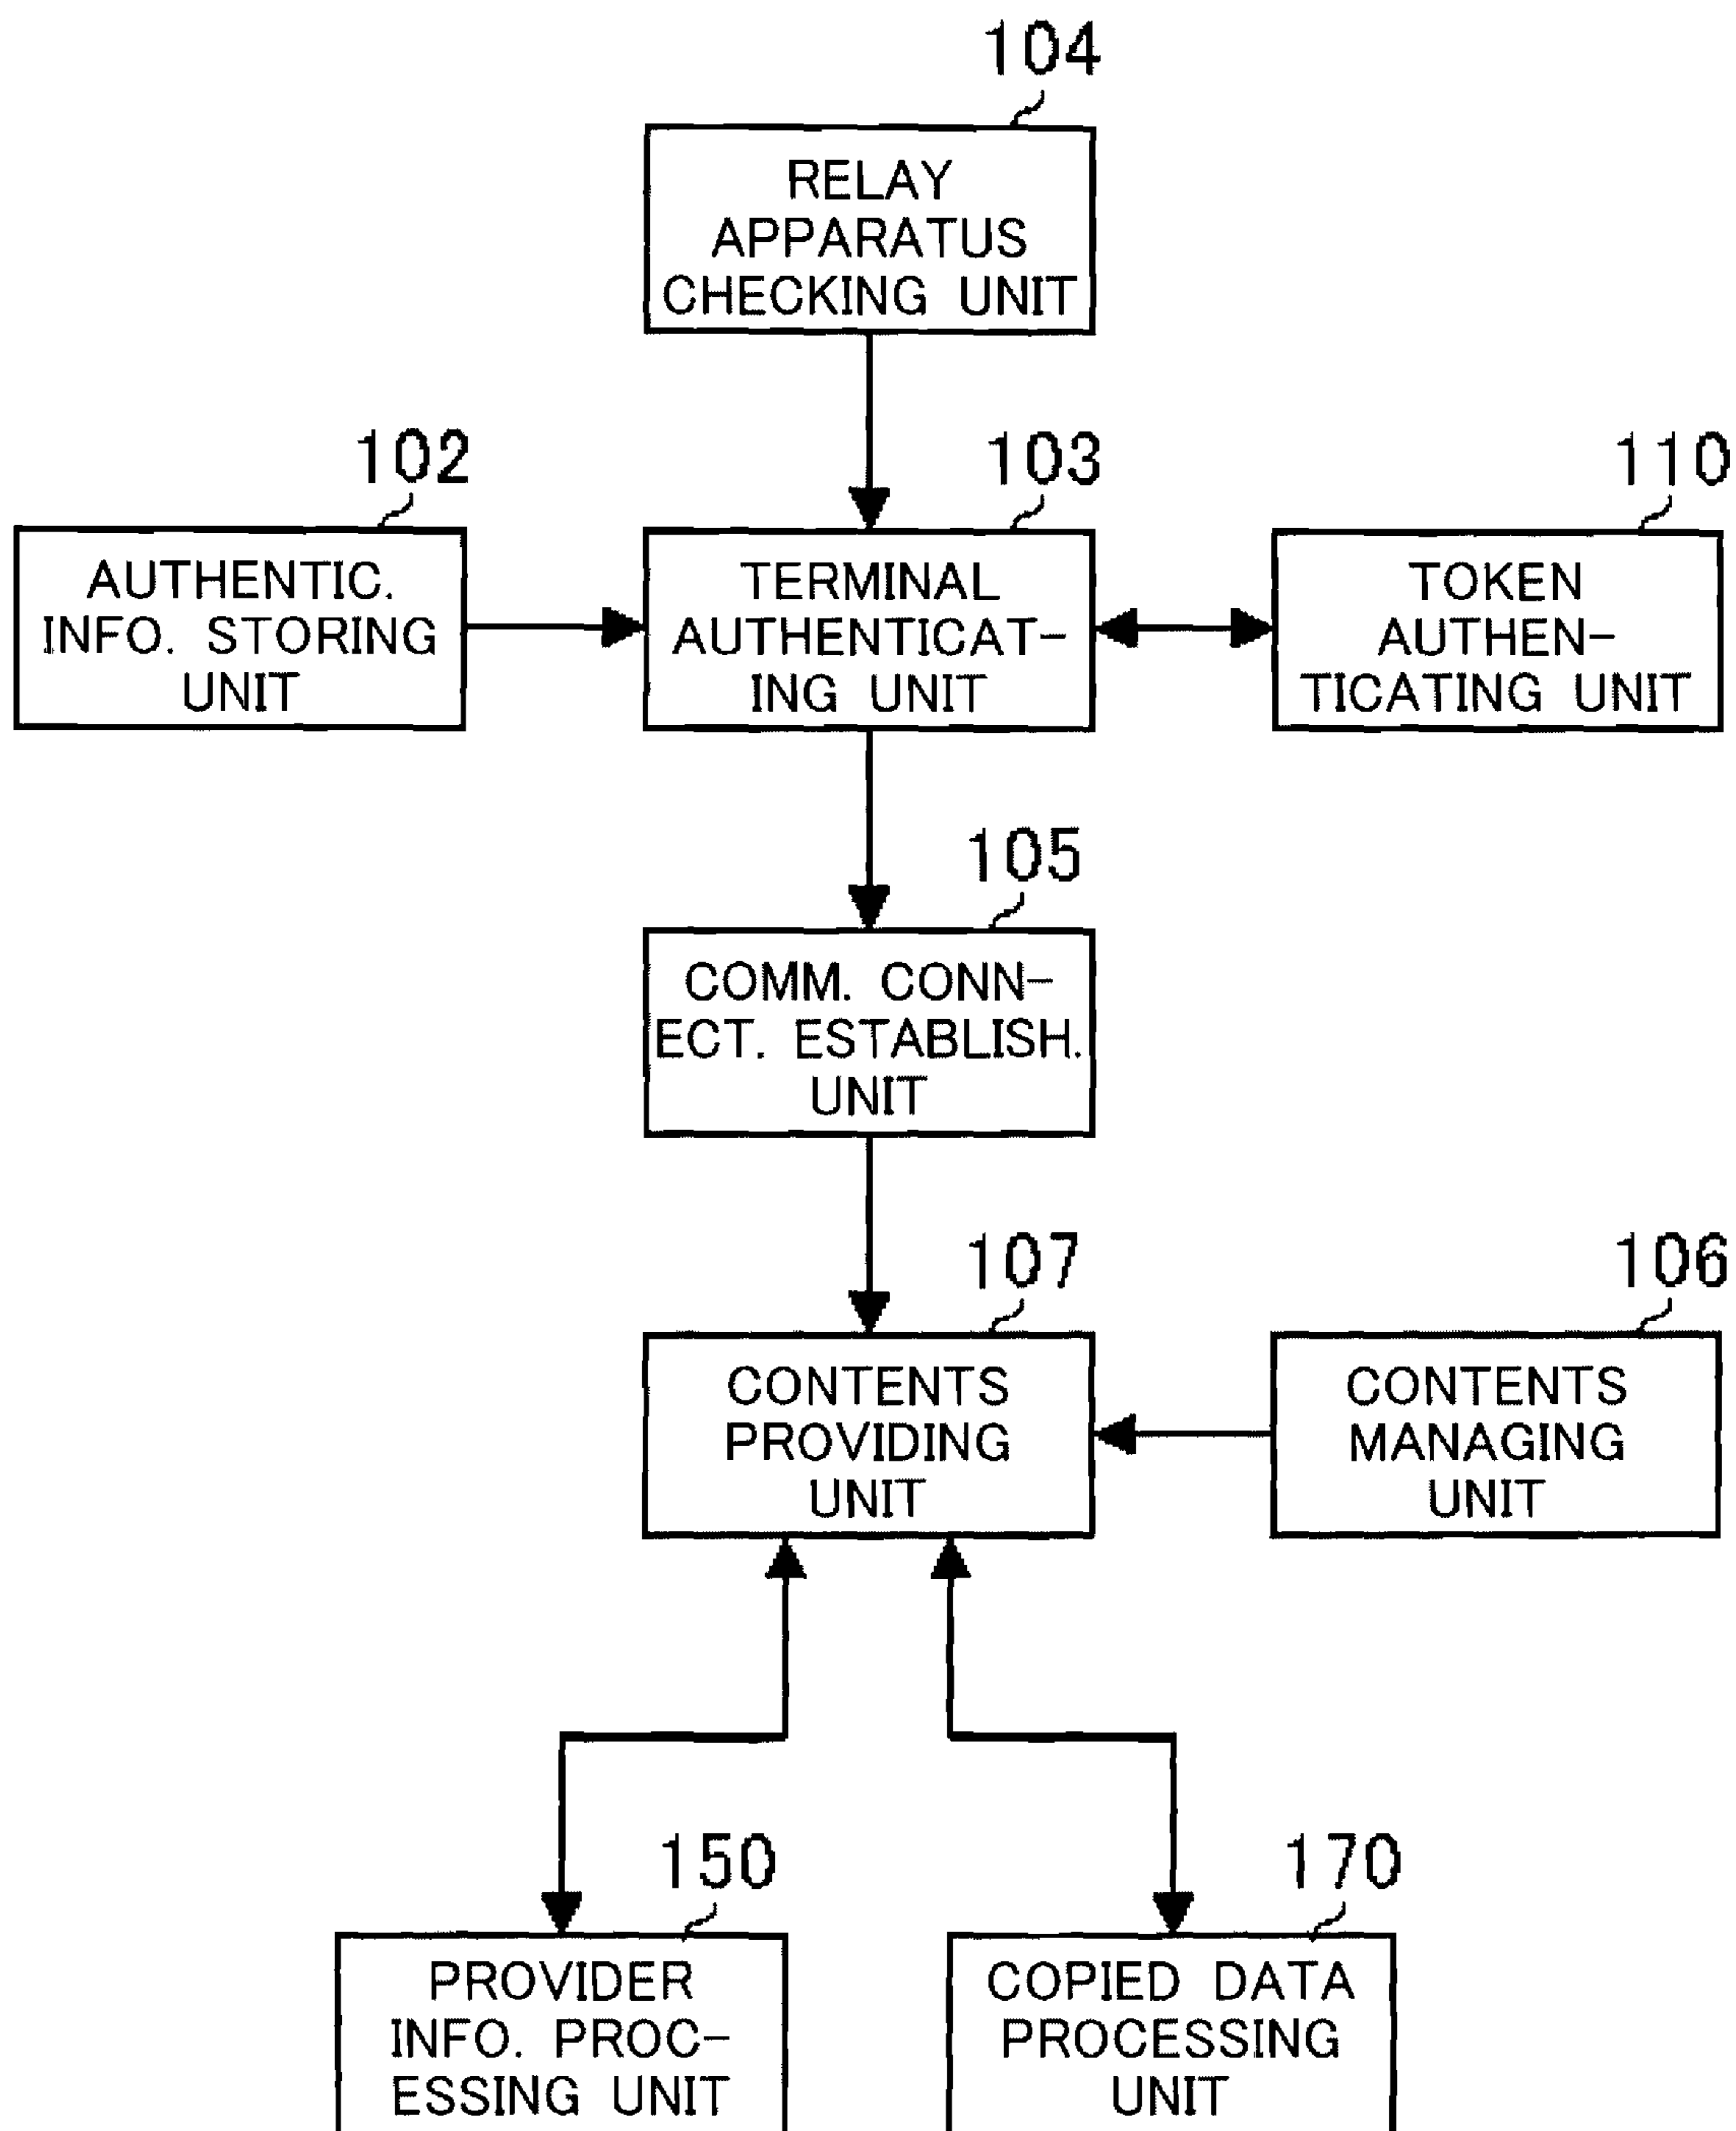 104
RELAY
APPARATUS
CHECKING UNIT
102
103
110
AUTHENTIC.
INFO. STORING
UNIT
TERMINAL
AUTHENTICAT-
ING UNIT
TOKEN
AUTHEN-
TICATING UNIT
105
COMM. CONN-
ECT. ESTABLISH.
UNIT
107
106
CONTENTS
PROVIDING
UNIT
CONTENTS
MANAGING
UNIT
150
170
PROVIDER
INFO. PROC-
ESSING UNIT
COPIED DATA
PROCESSING
UNIT